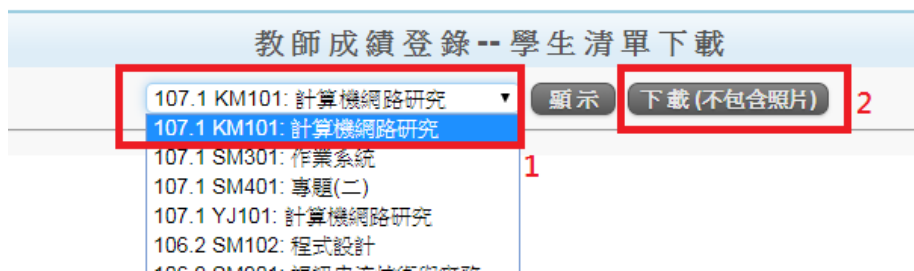 教師成績登錄--學生清單下載
107.1 KM101: 計算機網路研究 顯示 下載(不包含照片) 2
107.1 KM101: 計算機網路研究
107.1 SM301: 作業系統 1
107.1 SM401: 專題(二)
107.1 YJ101: 計算機網路研究
106.2 SM102: 程式設計